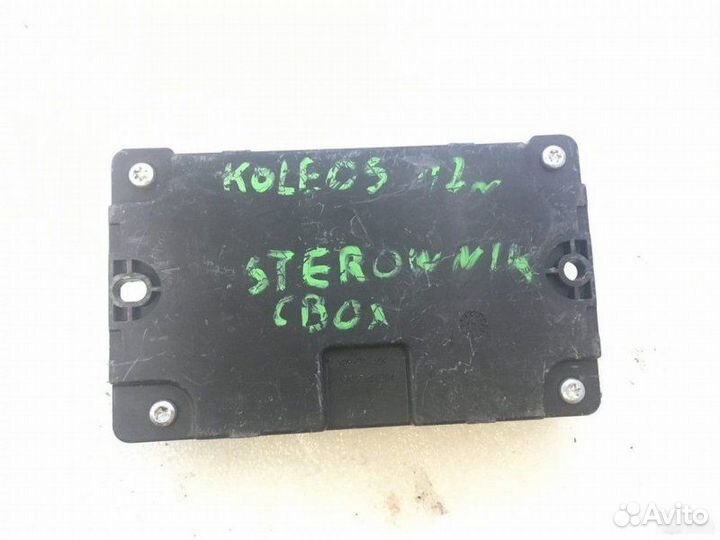 KOLEOS 12r
STEROWNIK
CBOX
Avito